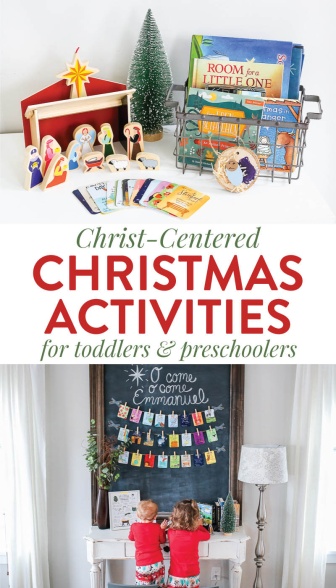 ROOM for a
LITTLE ONE
Christ-Centered
CHRISTMAS
ACTIVITIES
for toddlers & preschoolers
O come
o come
Emmanuel